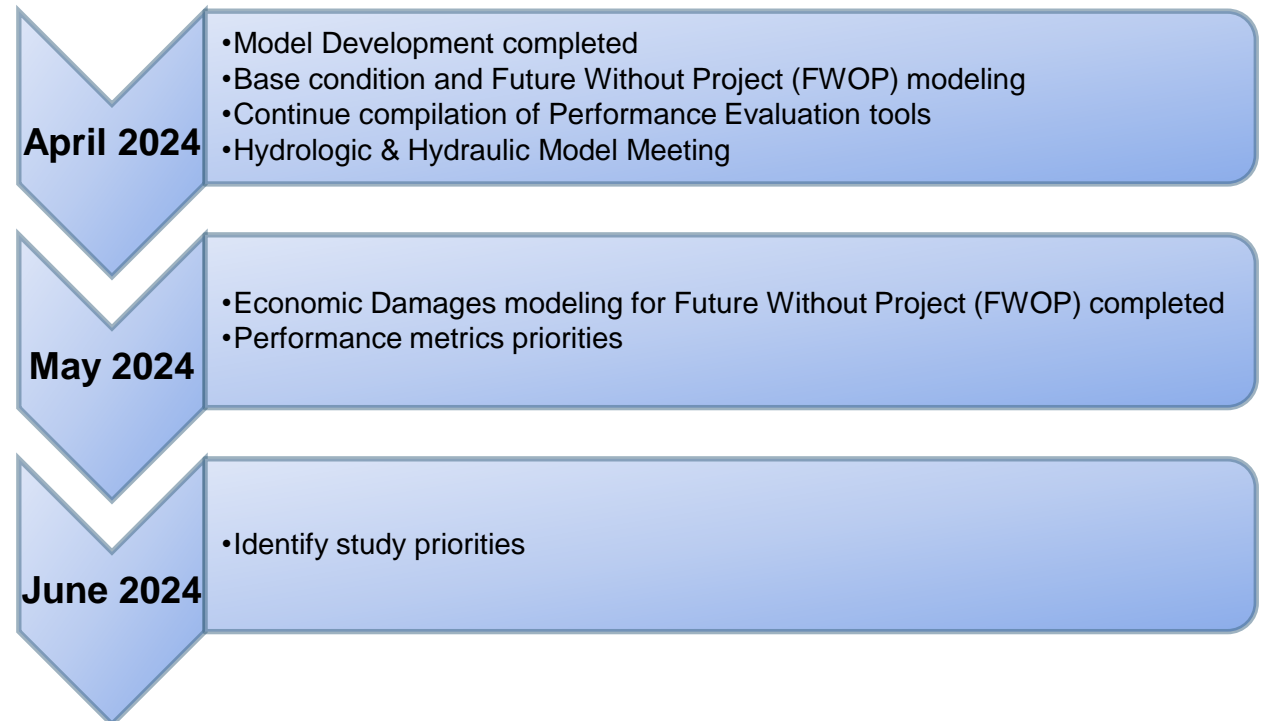 April 2024
•Model Development completed
•Base condition and Future Without Project (FWOP) modeling
•Continue compilation of Performance Evaluation tools
•Hydrologic & Hydraulic Model Meeting
May 2024
•Economic Damages modeling for Future Without Project (FWOP) completed
•Performance metrics priorities
June 2024
•Identify study priorities